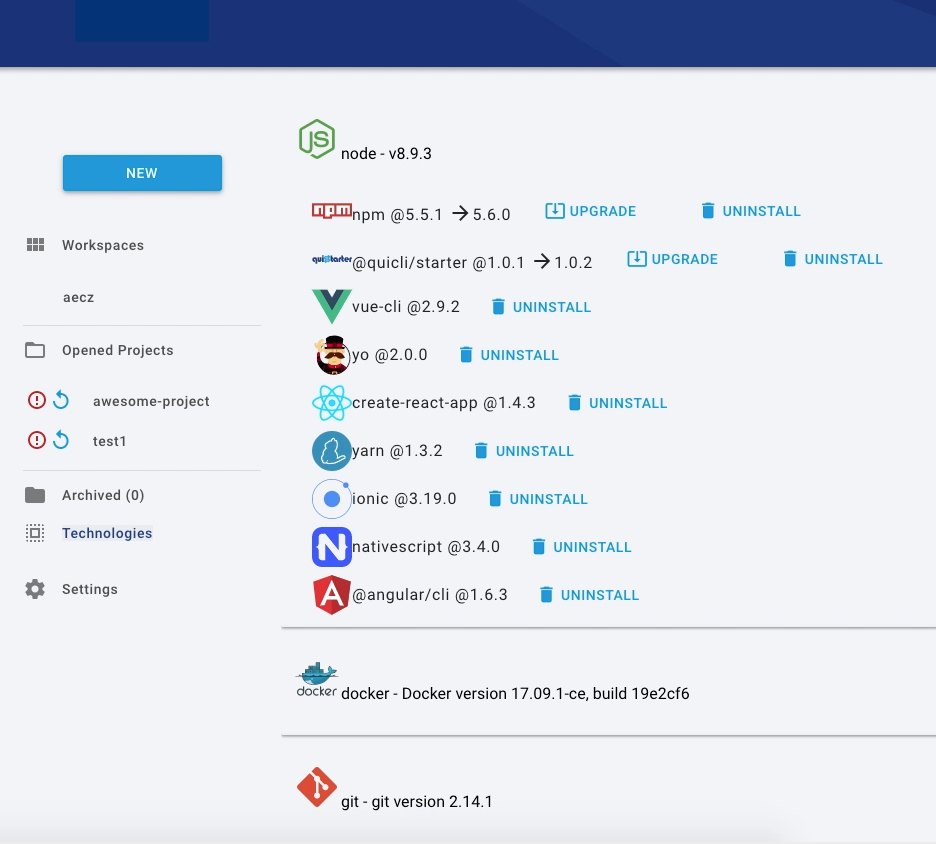 NEW
Workspaces
aecz
Opened Projects
awesome-project
test1
Archived (0)
Technologies
Settings
JS
node - v8.9.3
npm
npm @5.5.1 → 5.6.0 UPGRADE UNINSTALL
@quicli/starter @1.0.1 → 1.0.2 UPGRADE UNINSTALL
vue-cli @2.9.2 UNINSTALL
yo @2.0.0 UNINSTALL
create-react-app @1.4.3 UNINSTALL
yarn @1.3.2 UNINSTALL
ionic @3.19.0 UNINSTALL
N
nativescript @3.4.0 UNINSTALL
A
@angular/cli @1.6.3 UNINSTALL
docker
docker - Docker version 17.09.1-ce, build 19e2cf6
git - git version 2.14.1